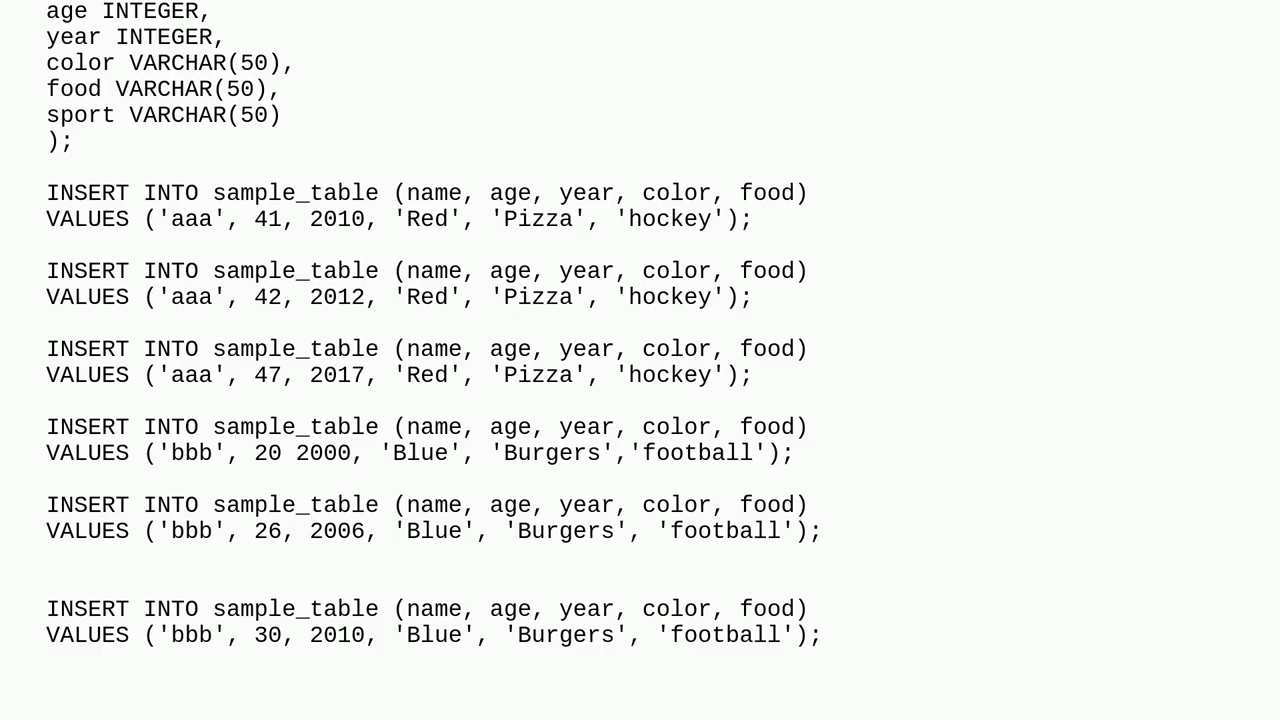 age INTEGER,
year INTEGER,
color VARCHAR(50),
food VARCHAR(50),
sport VARCHAR(50)
);
INSERT INTO sample_table (name, age, year, color, food)
VALUES ('aaa', 41, 2010, 'Red', 'Pizza', 'hockey');
INSERT INTO sample_table (name, age, year, color, food)
VALUES ('aaa', 42, 2012, 'Red', 'Pizza', 'hockey');
INSERT INTO sample_table (name, age, year, color, food)
VALUES ('aaa', 47, 2017, 'Red', 'Pizza', 'hockey');
INSERT INTO sample_table (name, age, year, color, food)
VALUES ('bbb', 20 2000, 'Blue', 'Burgers','football');
INSERT INTO sample_table (name, age, year, color, food)
VALUES ('bbb', 26, 2006, 'Blue', 'Burgers', 'football');
INSERT INTO sample_table (name, age, year, color, food)
VALUES ('bbb', 30, 2010, 'Blue', 'Burgers', 'football');